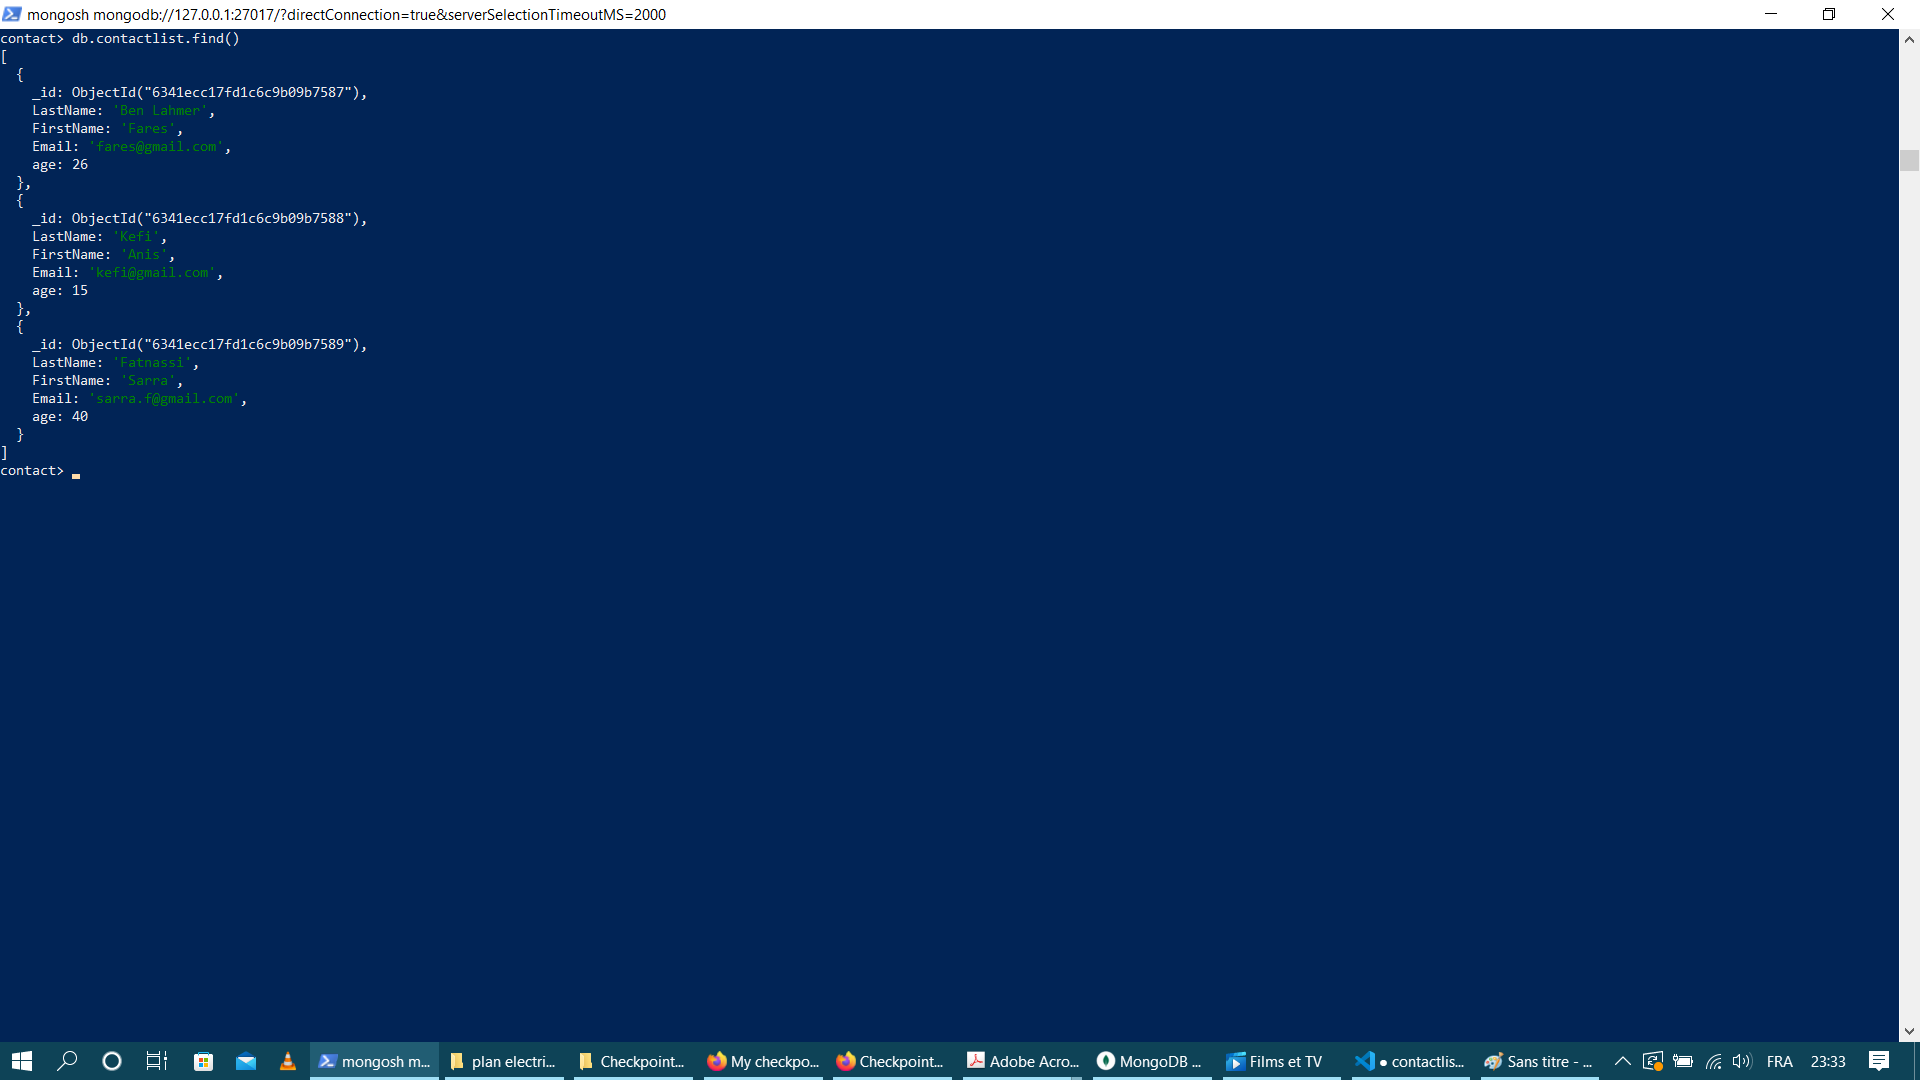 mongosh mongodb://127.0.0.1:27017/?directConnection=true&serverSelectionTimeoutMS=2000
contact> db.contactlist.find()
[
  {
    _id: ObjectId("6341ecc17fd1c6c9b09b7587"),
    LastName: 'Ben Lahmer',
    FirstName: 'Fares',
    Email: 'fares@gmail.com',
    age: 26
  },
  {
    _id: ObjectId("6341ecc17fd1c6c9b09b7588"),
    LastName: 'Kefi',
    FirstName: 'Anis',
    Email: 'kefi@gmail.com',
    age: 15
  },
  {
    _id: ObjectId("6341ecc17fd1c6c9b09b7589"),
    LastName: 'Fatnassi',
    FirstName: 'Sarra',
    Email: 'sarra.f@gmail.com',
    age: 40
  }
]
contact>
mongosh m... plan electri... Checkpoint... My checkpo... Checkpoint... Adobe Acro... MongoDB ... Films et TV ● contactlis... Sans titre - ... FRA 23:33